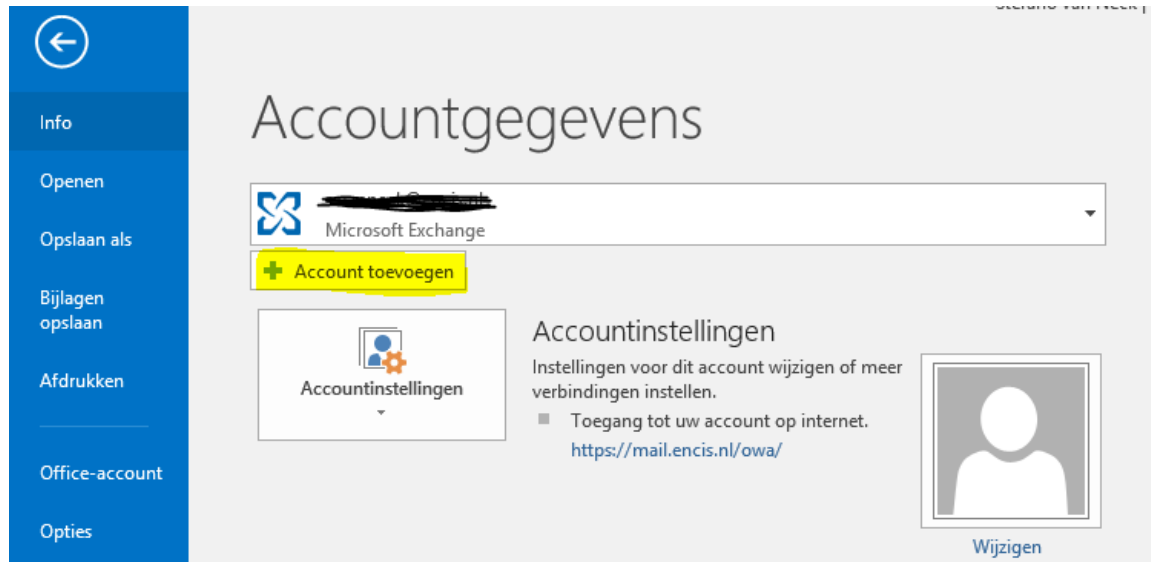 Info
Openen
Opslaan als
Bijlagen
opslaan
Afdrukken
Office-account
Opties
Accountgegevens
Microsoft Exchange
Account toevoegen
Accountinstellingen
Accountinstellingen
Instellingen voor dit account wijzigen of meer
verbindingen instellen.
Toegang tot uw account op internet.
https://mail.encis.nl/owa/
Wijzigen